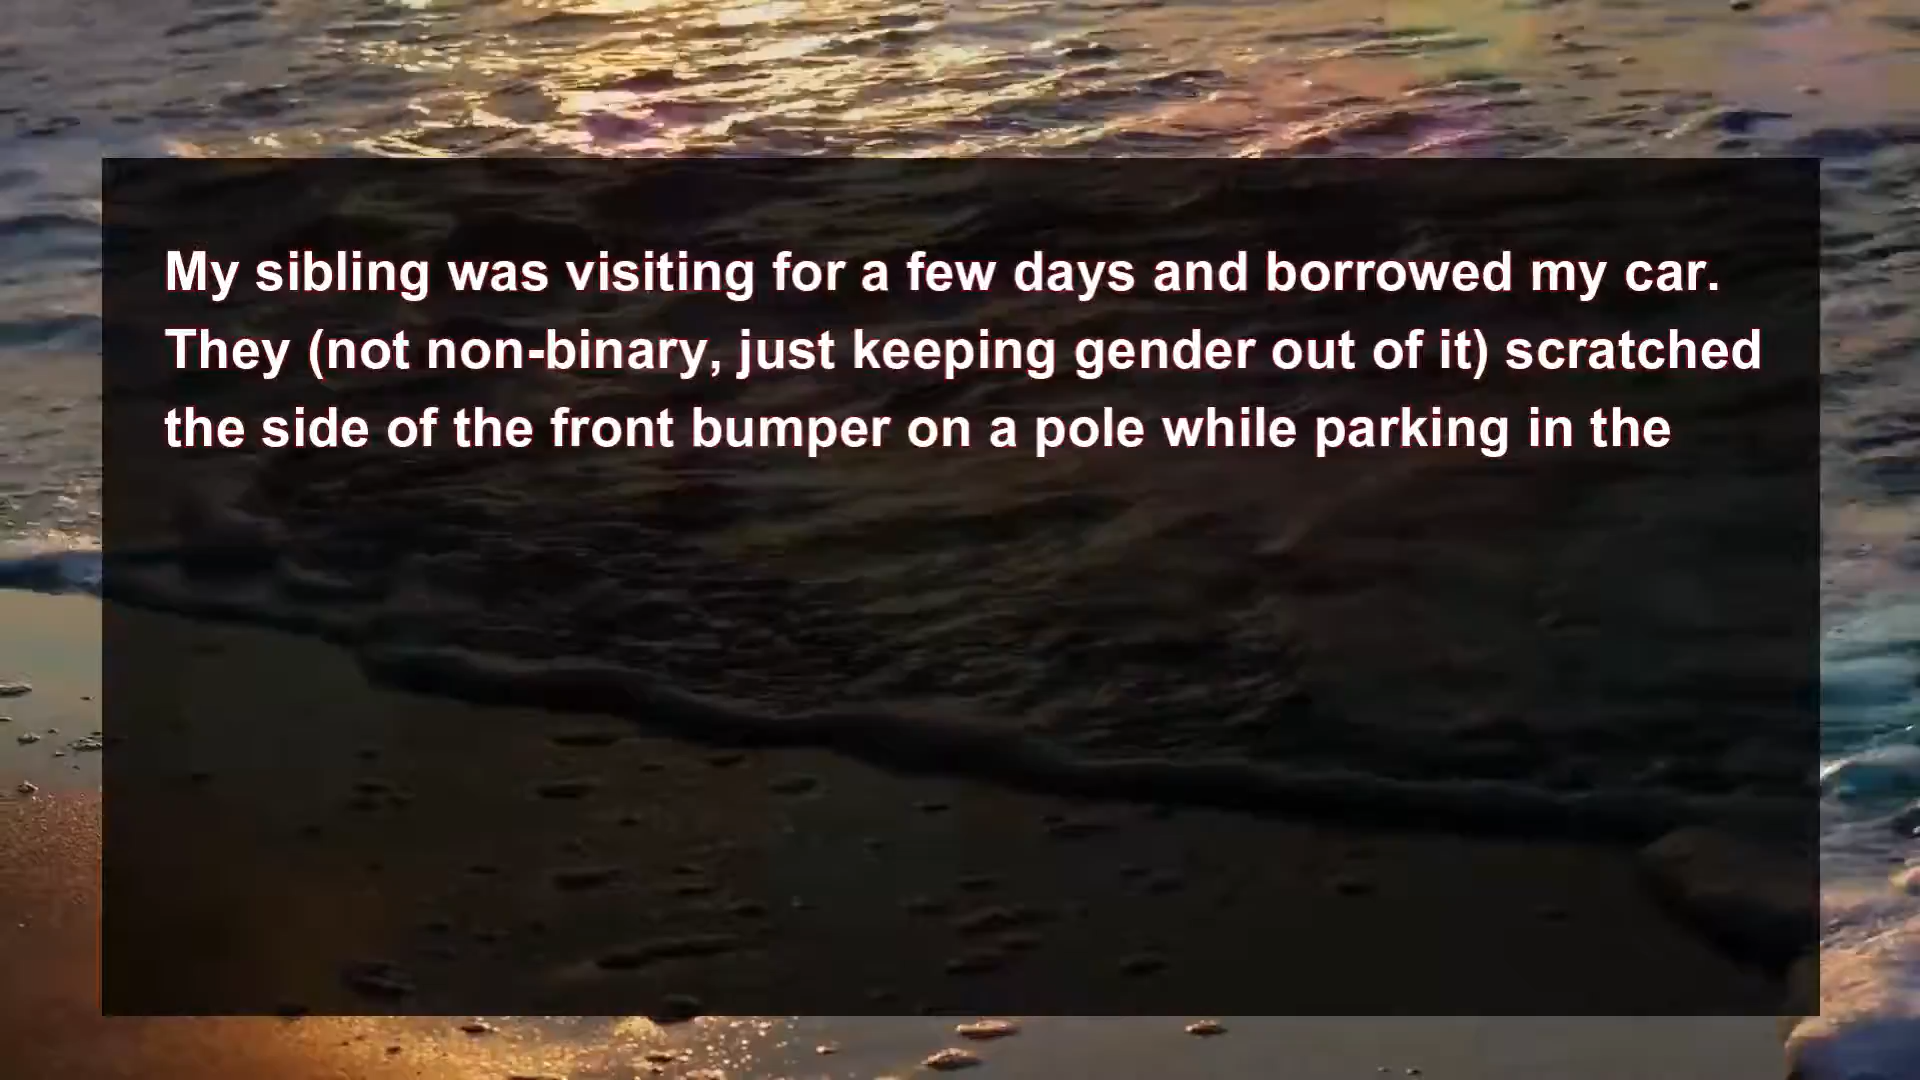 My sibling was visiting for a few days and borrowed my car.
They (not non-binary, just keeping gender out of it) scratched
the side of the front bumper on a pole while parking in the